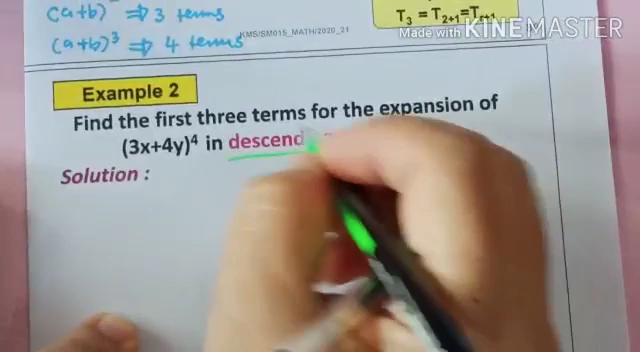 (a+b)² ⇒ 3 terms
(a+b)³ ⇒ 4 terms
KMS/SM015_MATH/2020_21
T₃ = T₂₊₁=Tᵣ₊₁
Made with KINEMASTER
Example 2
Find the first three terms for the expansion of
(3x+4y)⁴ in
Solution :